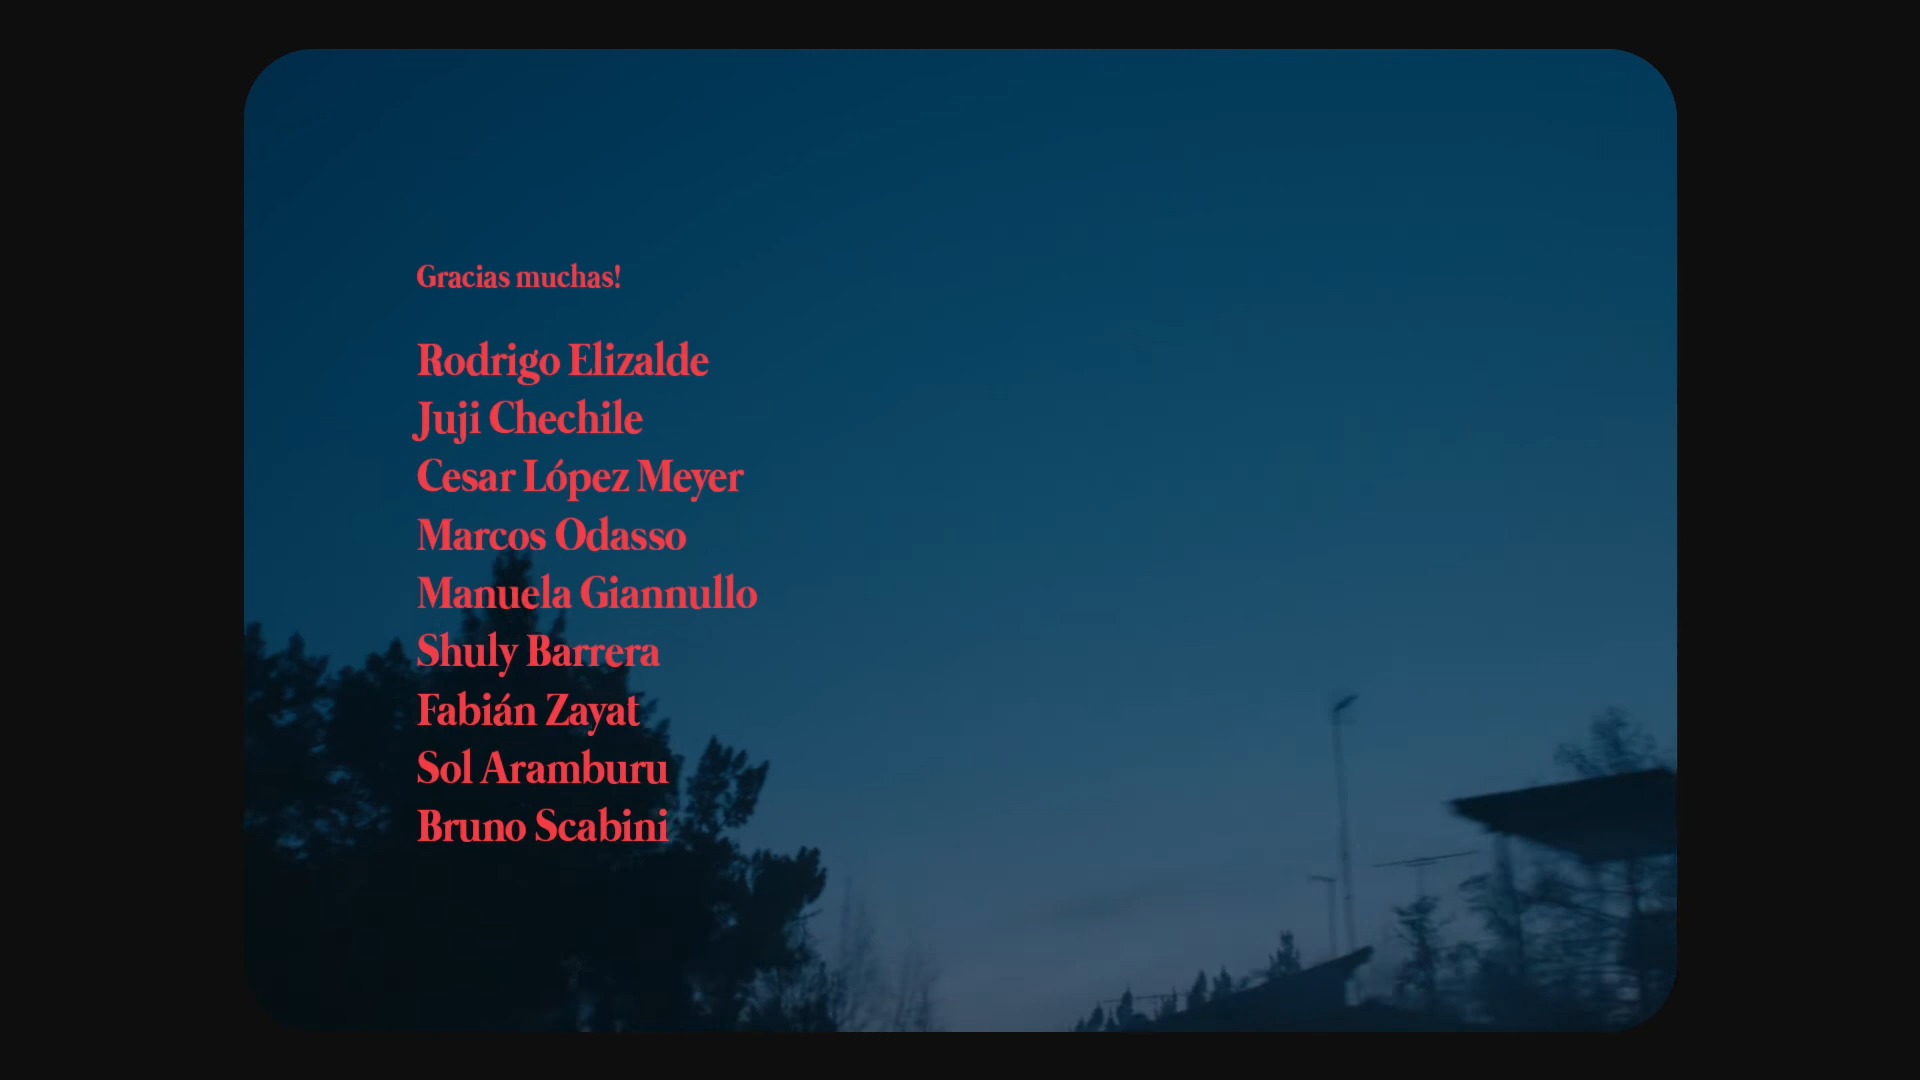 Gracias muchas!
Rodrigo Elizalde
Juji Chechile
Cesar López Meyer
Marcos Odasso
Manuela Giannullo
Shuly Barrera
Fabián Zayat
Sol Aramburu
Bruno Scabini